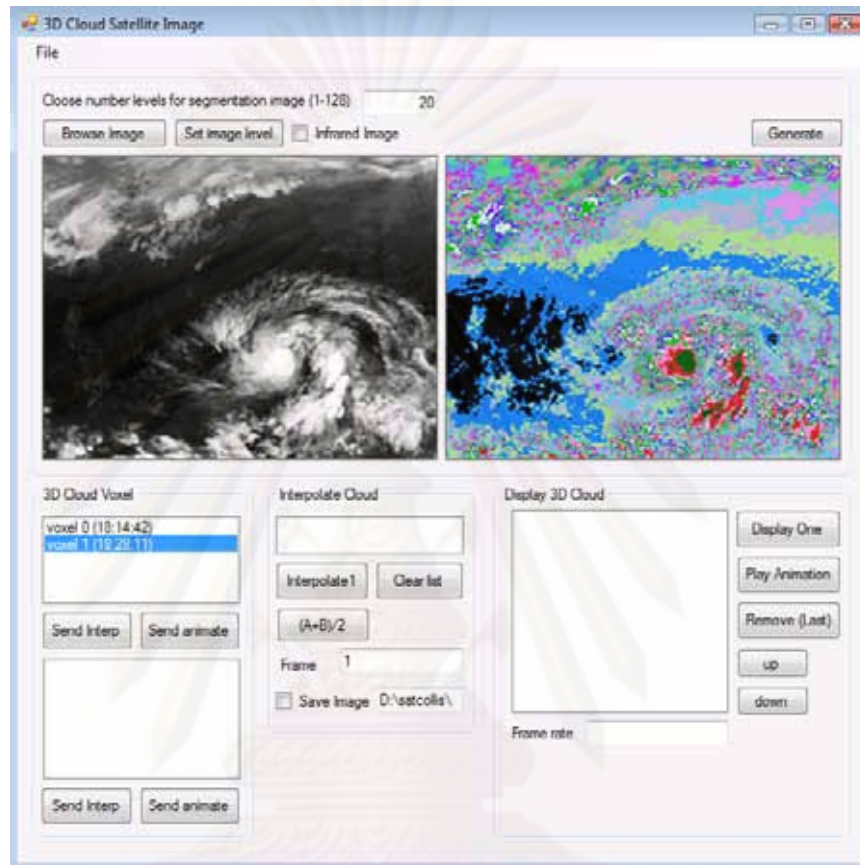 3D Cloud Satellite Image
File
Cloose number levels for segmentation image (1-128) 20
Browse Image Set image level Infrared Image Generate
3D Cloud Voxel
voxel 0 (18:14:42)
voxel 1 (18:28:11)
Send Interp Send animate
Send Interp Send animate
Interpolate Cloud
Interpolate1 Clear list
(A+B)/2
Frame 1
Save Image D:\satcollis\
Display 3D Cloud
Display One
Play Animation
Remove (Last)
up
down
Frame rate